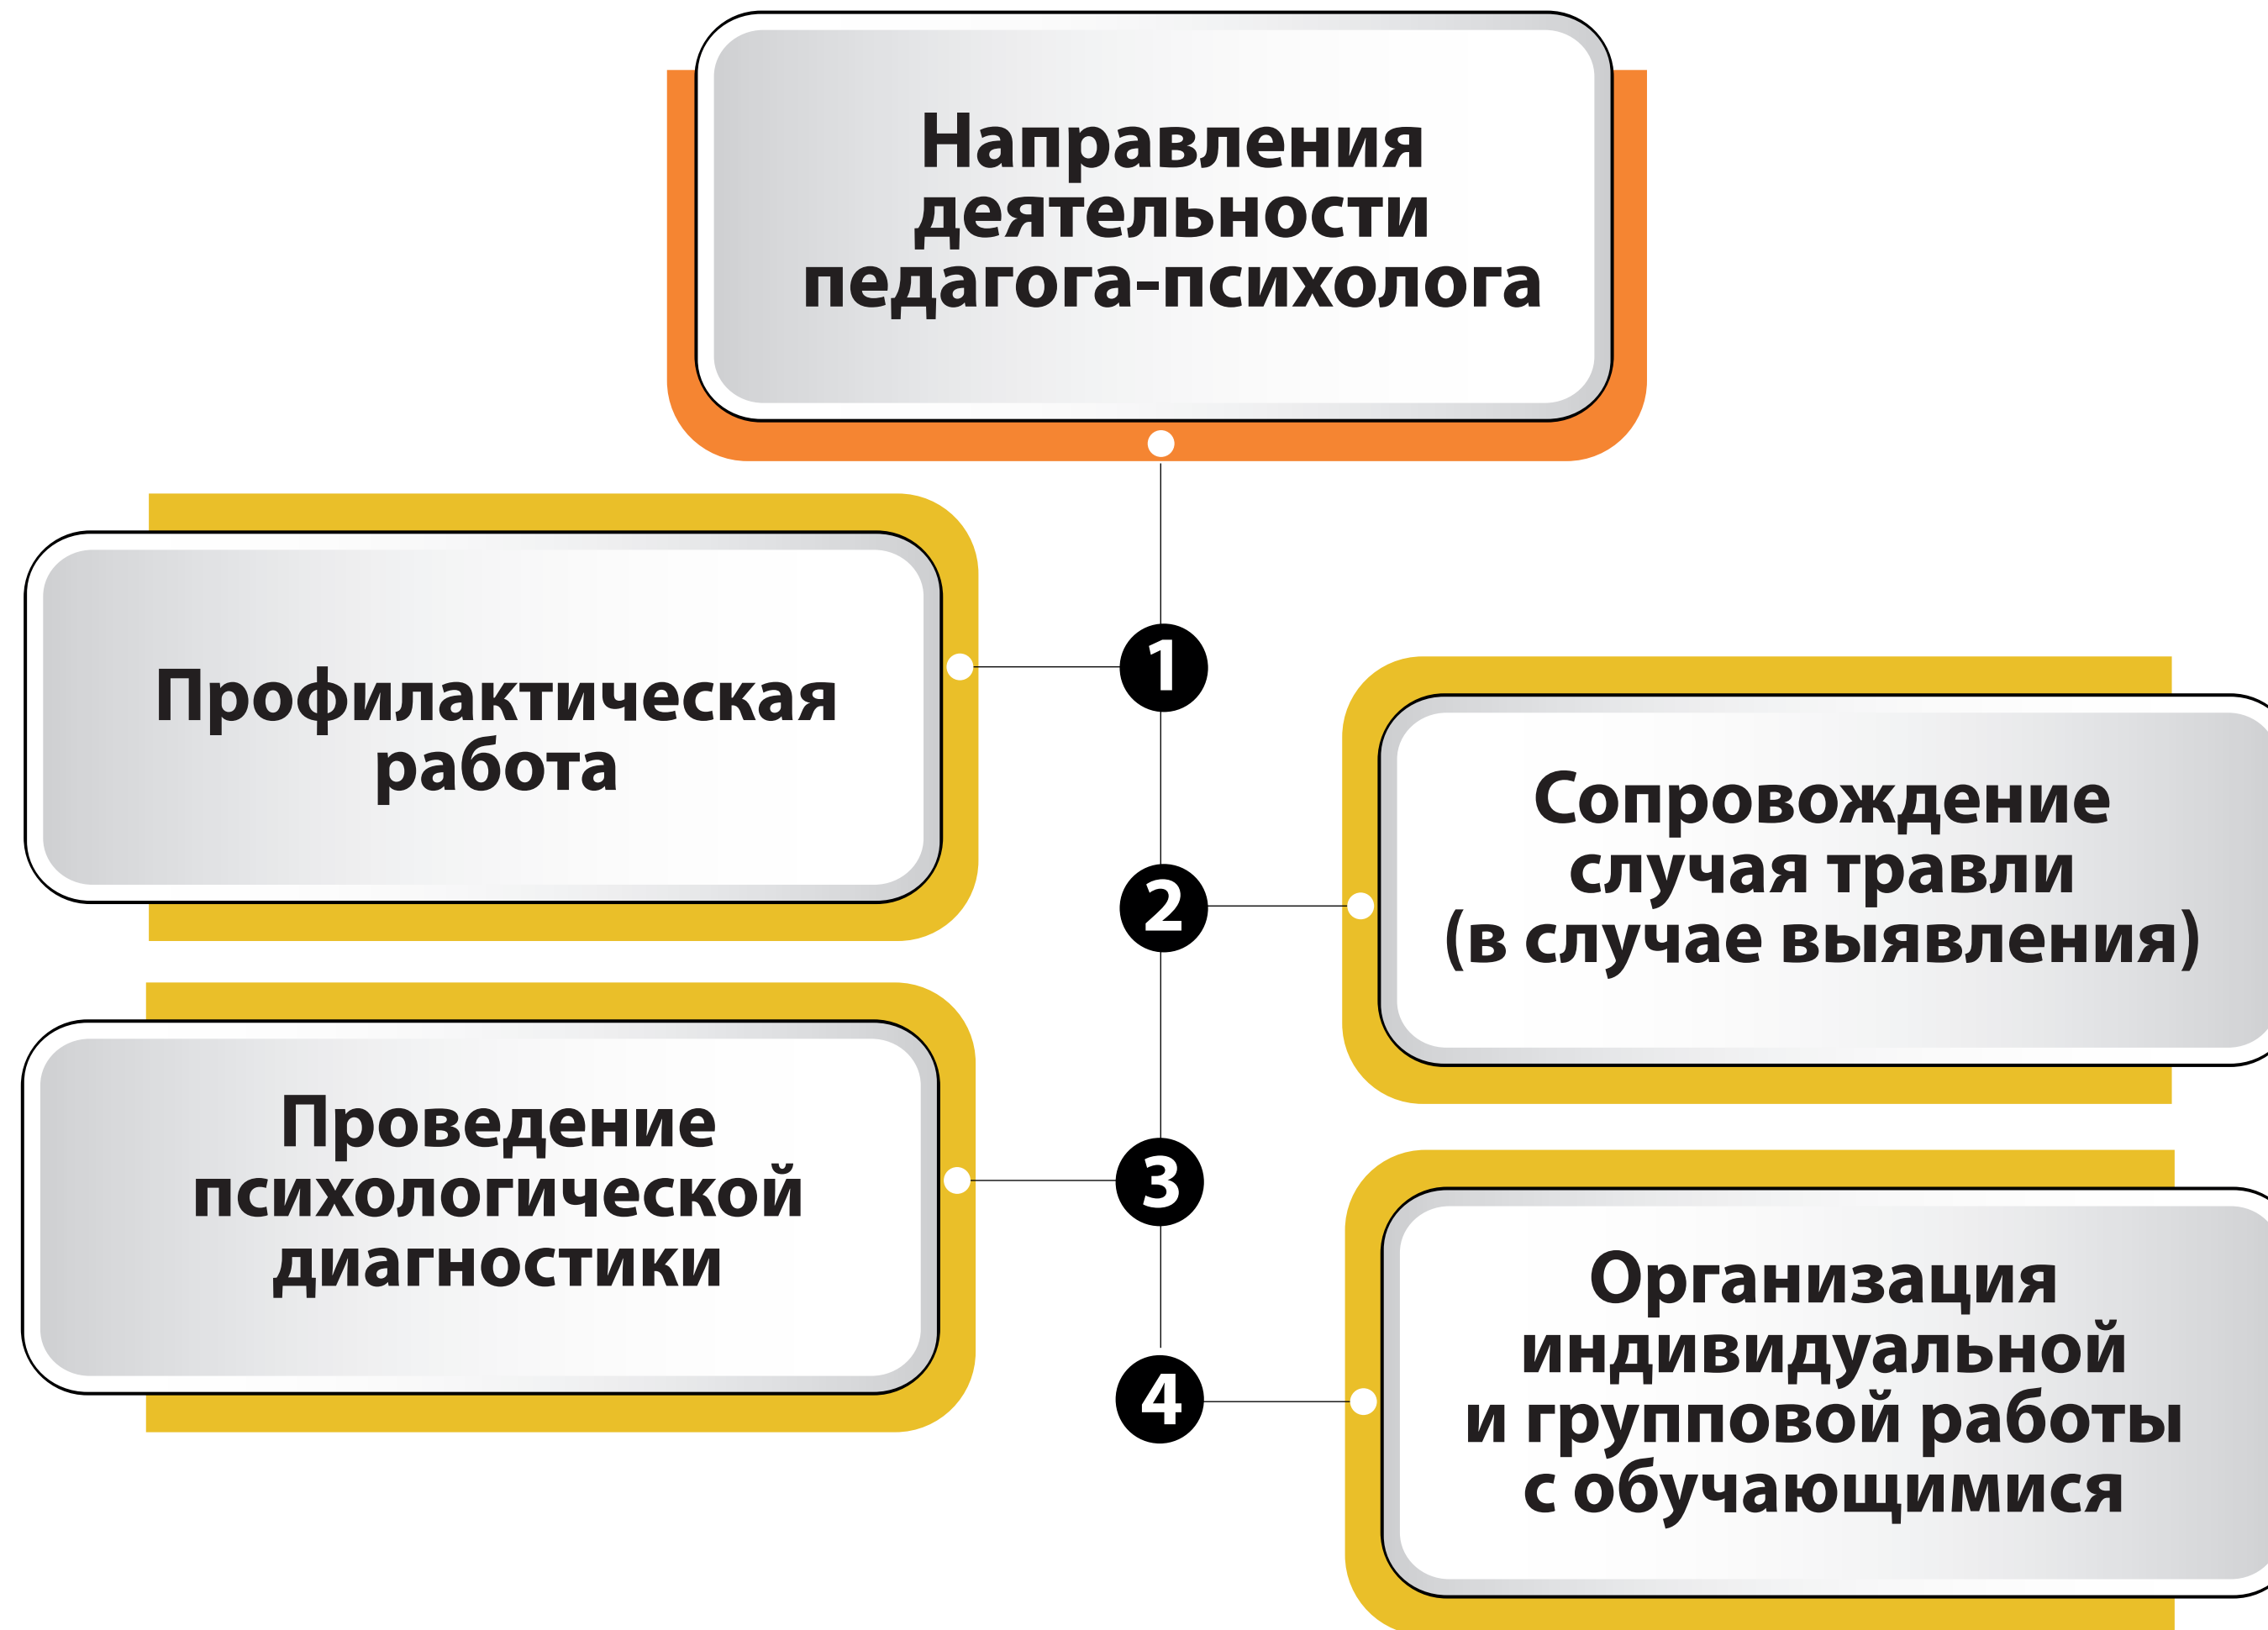 Направления
деятельности
педагога-психолога
1
Профилактическая
работа
2
Сопровождение
случая травли
(в случае выявления)
3
Проведение
психологической
диагностики
4
Организация
индивидуальной
и групповой работы
с обучающимися